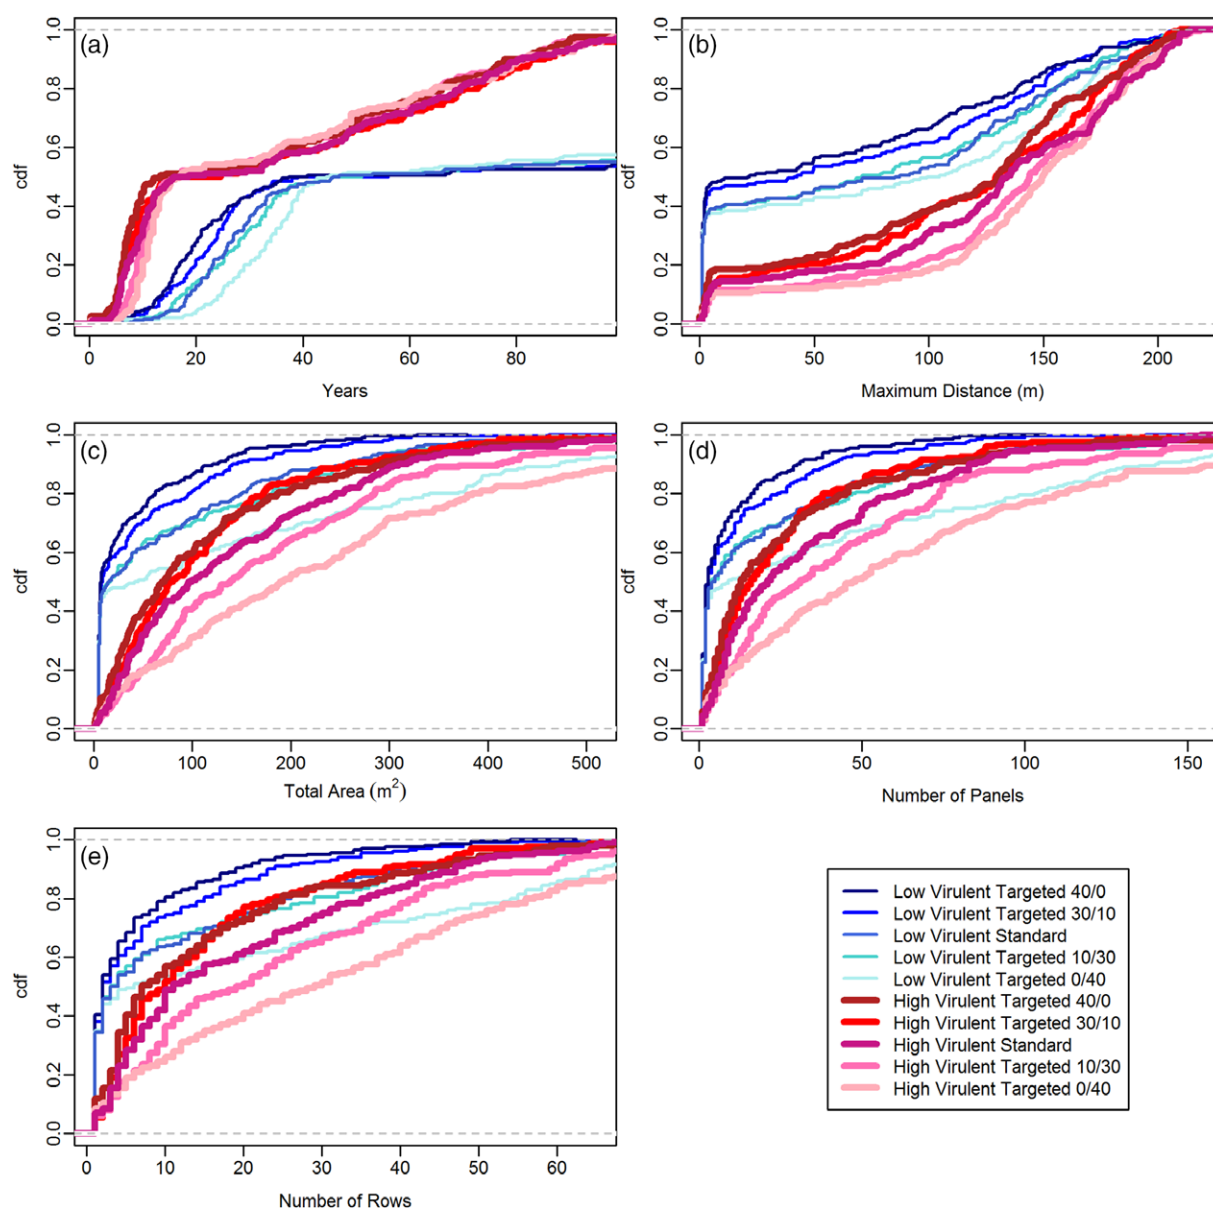 (a)
cdf
0.0 0.2 0.4 0.6 0.8 1.0
0 20 40 60 80
Years
(b)
cdf
0.0 0.2 0.4 0.6 0.8 1.0
0 50 100 150 200
Maximum Distance (m)
(c)
cdf
0.0 0.2 0.4 0.6 0.8 1.0
0 100 200 300 400 500
Total Area (m²)
(d)
cdf
0.0 0.2 0.4 0.6 0.8 1.0
0 50 100 150
Number of Panels
(e)
cdf
0.0 0.2 0.4 0.6 0.8 1.0
0 10 20 30 40 50 60
Number of Rows
Low Virulent Targeted 40/0
Low Virulent Targeted 30/10
Low Virulent Standard
Low Virulent Targeted 10/30
Low Virulent Targeted 0/40
High Virulent Targeted 40/0
High Virulent Targeted 30/10
High Virulent Standard
High Virulent Targeted 10/30
High Virulent Targeted 0/40